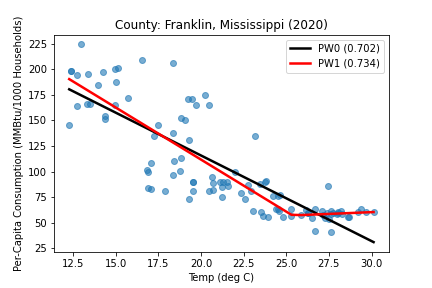 County: Franklin, Mississippi (2020)
Per-Capita Consumption (MMBtu/1000 Households)
225
200
175
150
125
100
75
50
25
PW0 (0.702)
PW1 (0.734)
12.5 15.0 17.5 20.0 22.5 25.0 27.5 30.0
Temp (deg C)